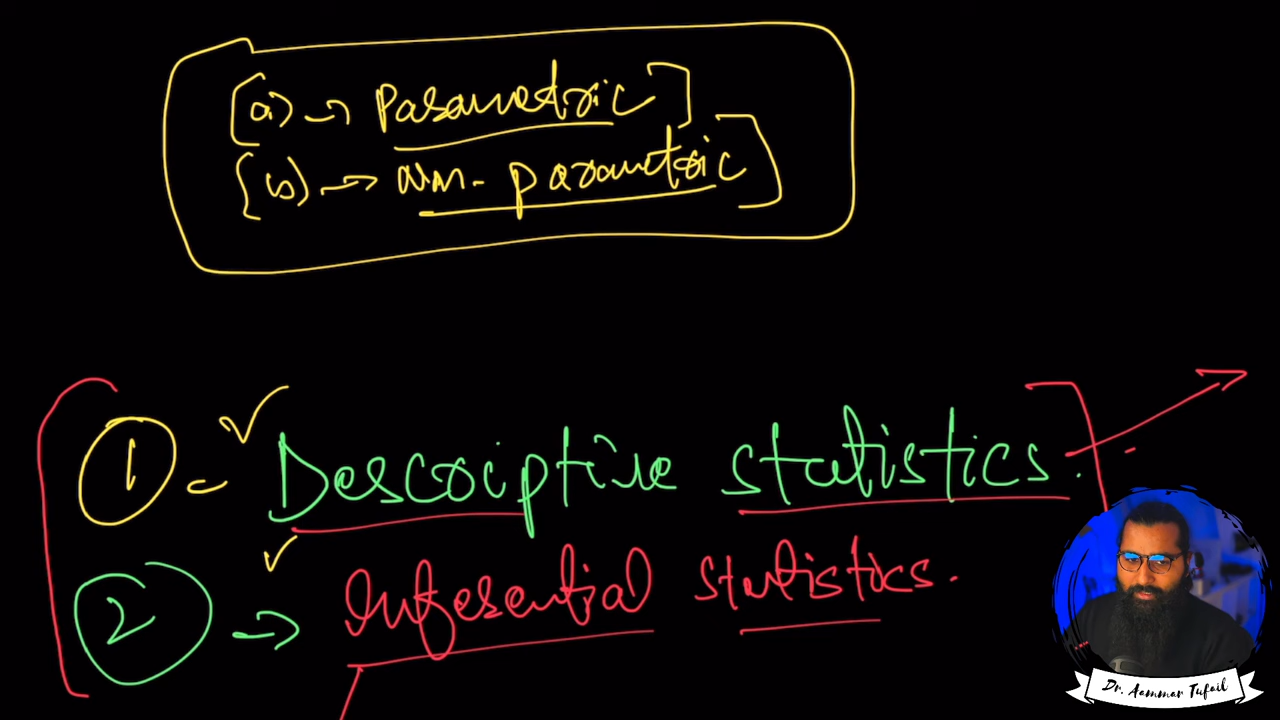 [a) → Parametric]
[b) → Non-parametric]
1 - ✓ Descriptive statistics.
2 → ✓ Inferential statistics.
Dr. Aammar Tufail